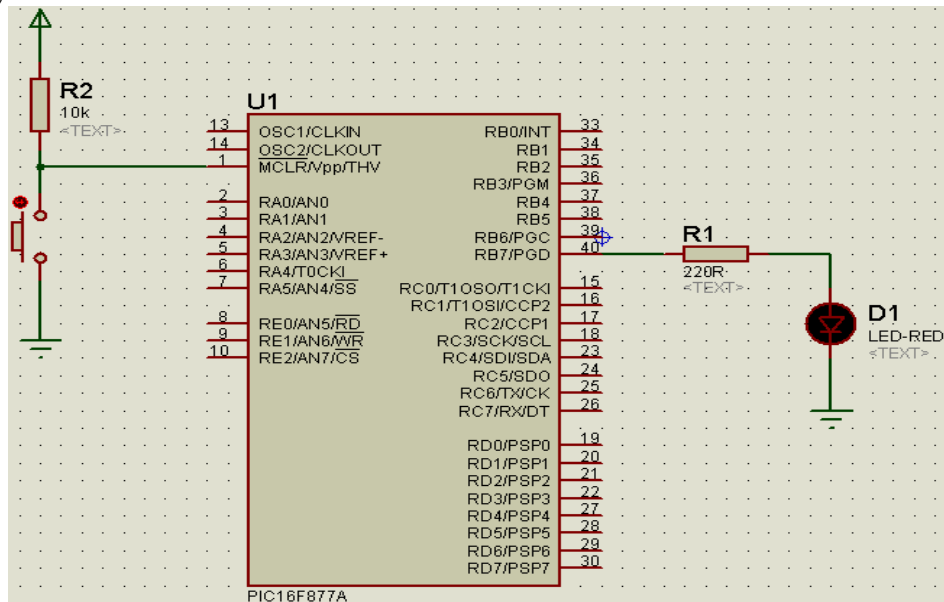 R2
10k
<TEXT>
U1
13 OSC1/CLKIN
14 OSC2/CLKOUT
1 MCLR/Vpp/THV
2 RA0/AN0
3 RA1/AN1
4 RA2/AN2/VREF-
5 RA3/AN3/VREF+
6 RA4/T0CKI
7 RA5/AN4/SS
8 RE0/AN5/RD
9 RE1/AN6/WR
10 RE2/AN7/CS
RB0/INT 33
RB1 34
RB2 35
RB3/PGM 36
RB4 37
RB5 38
RB6/PGC 39
RB7/PGD 40
RC0/T1OSO/T1CKI 15
RC1/T1OSI/CCP2 16
RC2/CCP1 17
RC3/SCK/SCL 18
RC4/SDI/SDA 23
RC5/SDO 24
RC6/TX/CK 25
RC7/RX/DT 26
RD0/PSP0 19
RD1/PSP1 20
RD2/PSP2 21
RD3/PSP3 22
RD4/PSP4 27
RD5/PSP5 28
RD6/PSP6 29
RD7/PSP7 30
PIC16F877A
R1
220R
<TEXT>
D1
LED-RED
<TEXT>